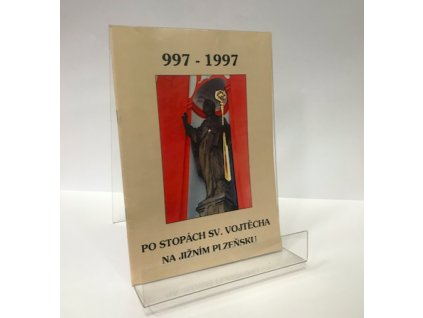 997 - 1997
PO STOPÁCH SV. VOJTĚCHA
NA JIŽNÍM PLZEŇSKU